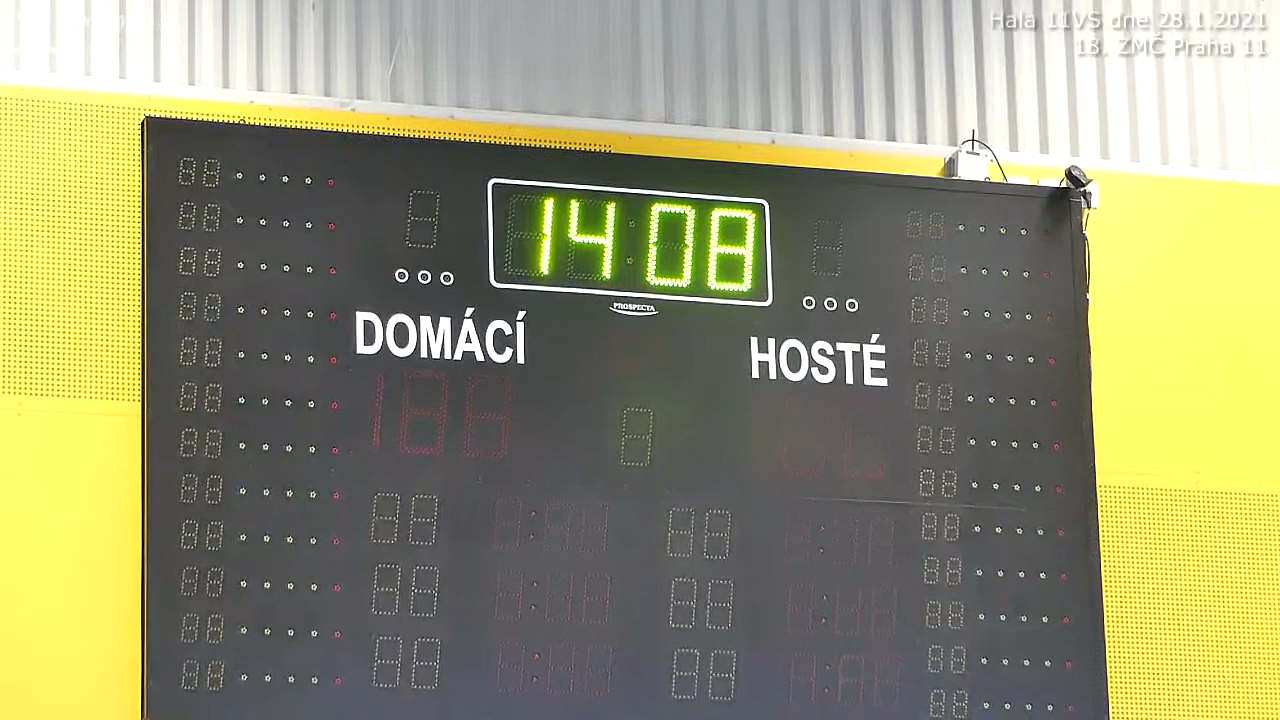 Hala 11VS dne 28.1.2021
18. ZMČ Praha 11
14 08
PROSPECTA
DOMÁCÍ
HOSTÉ